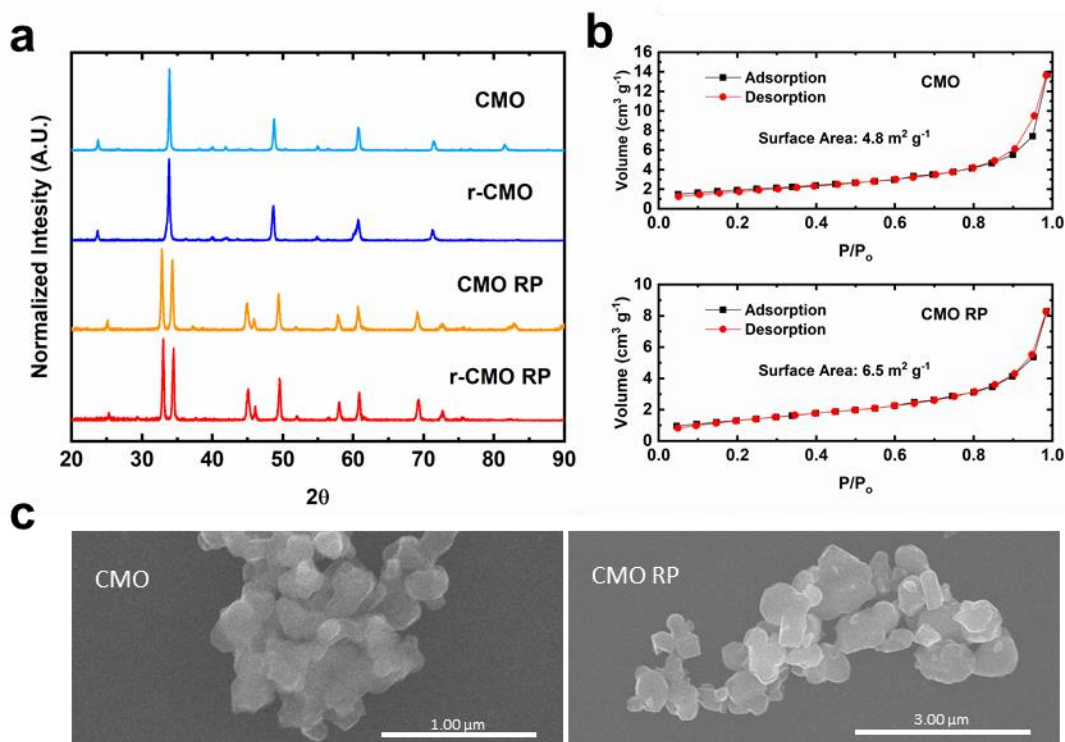 a
CMO
r-CMO
CMO RP
r-CMO RP
Normalized Intesity (A.U.)
20 30 40 50 60 70 80 90
2θ
b
16
14
12
10
8
6
4
2
0
Volume (cm³ g⁻¹)
Adsorption
Desorption
CMO
Surface Area: 4.8 m² g⁻¹
0.0 0.2 0.4 0.6 0.8 1.0
P/Pₒ
10
8
6
4
2
0
Volume (cm³ g⁻¹)
Adsorption
Desorption
CMO RP
Surface Area: 6.5 m² g⁻¹
0.0 0.2 0.4 0.6 0.8 1.0
P/Pₒ
c
CMO
1.00 µm
CMO RP
3.00 µm